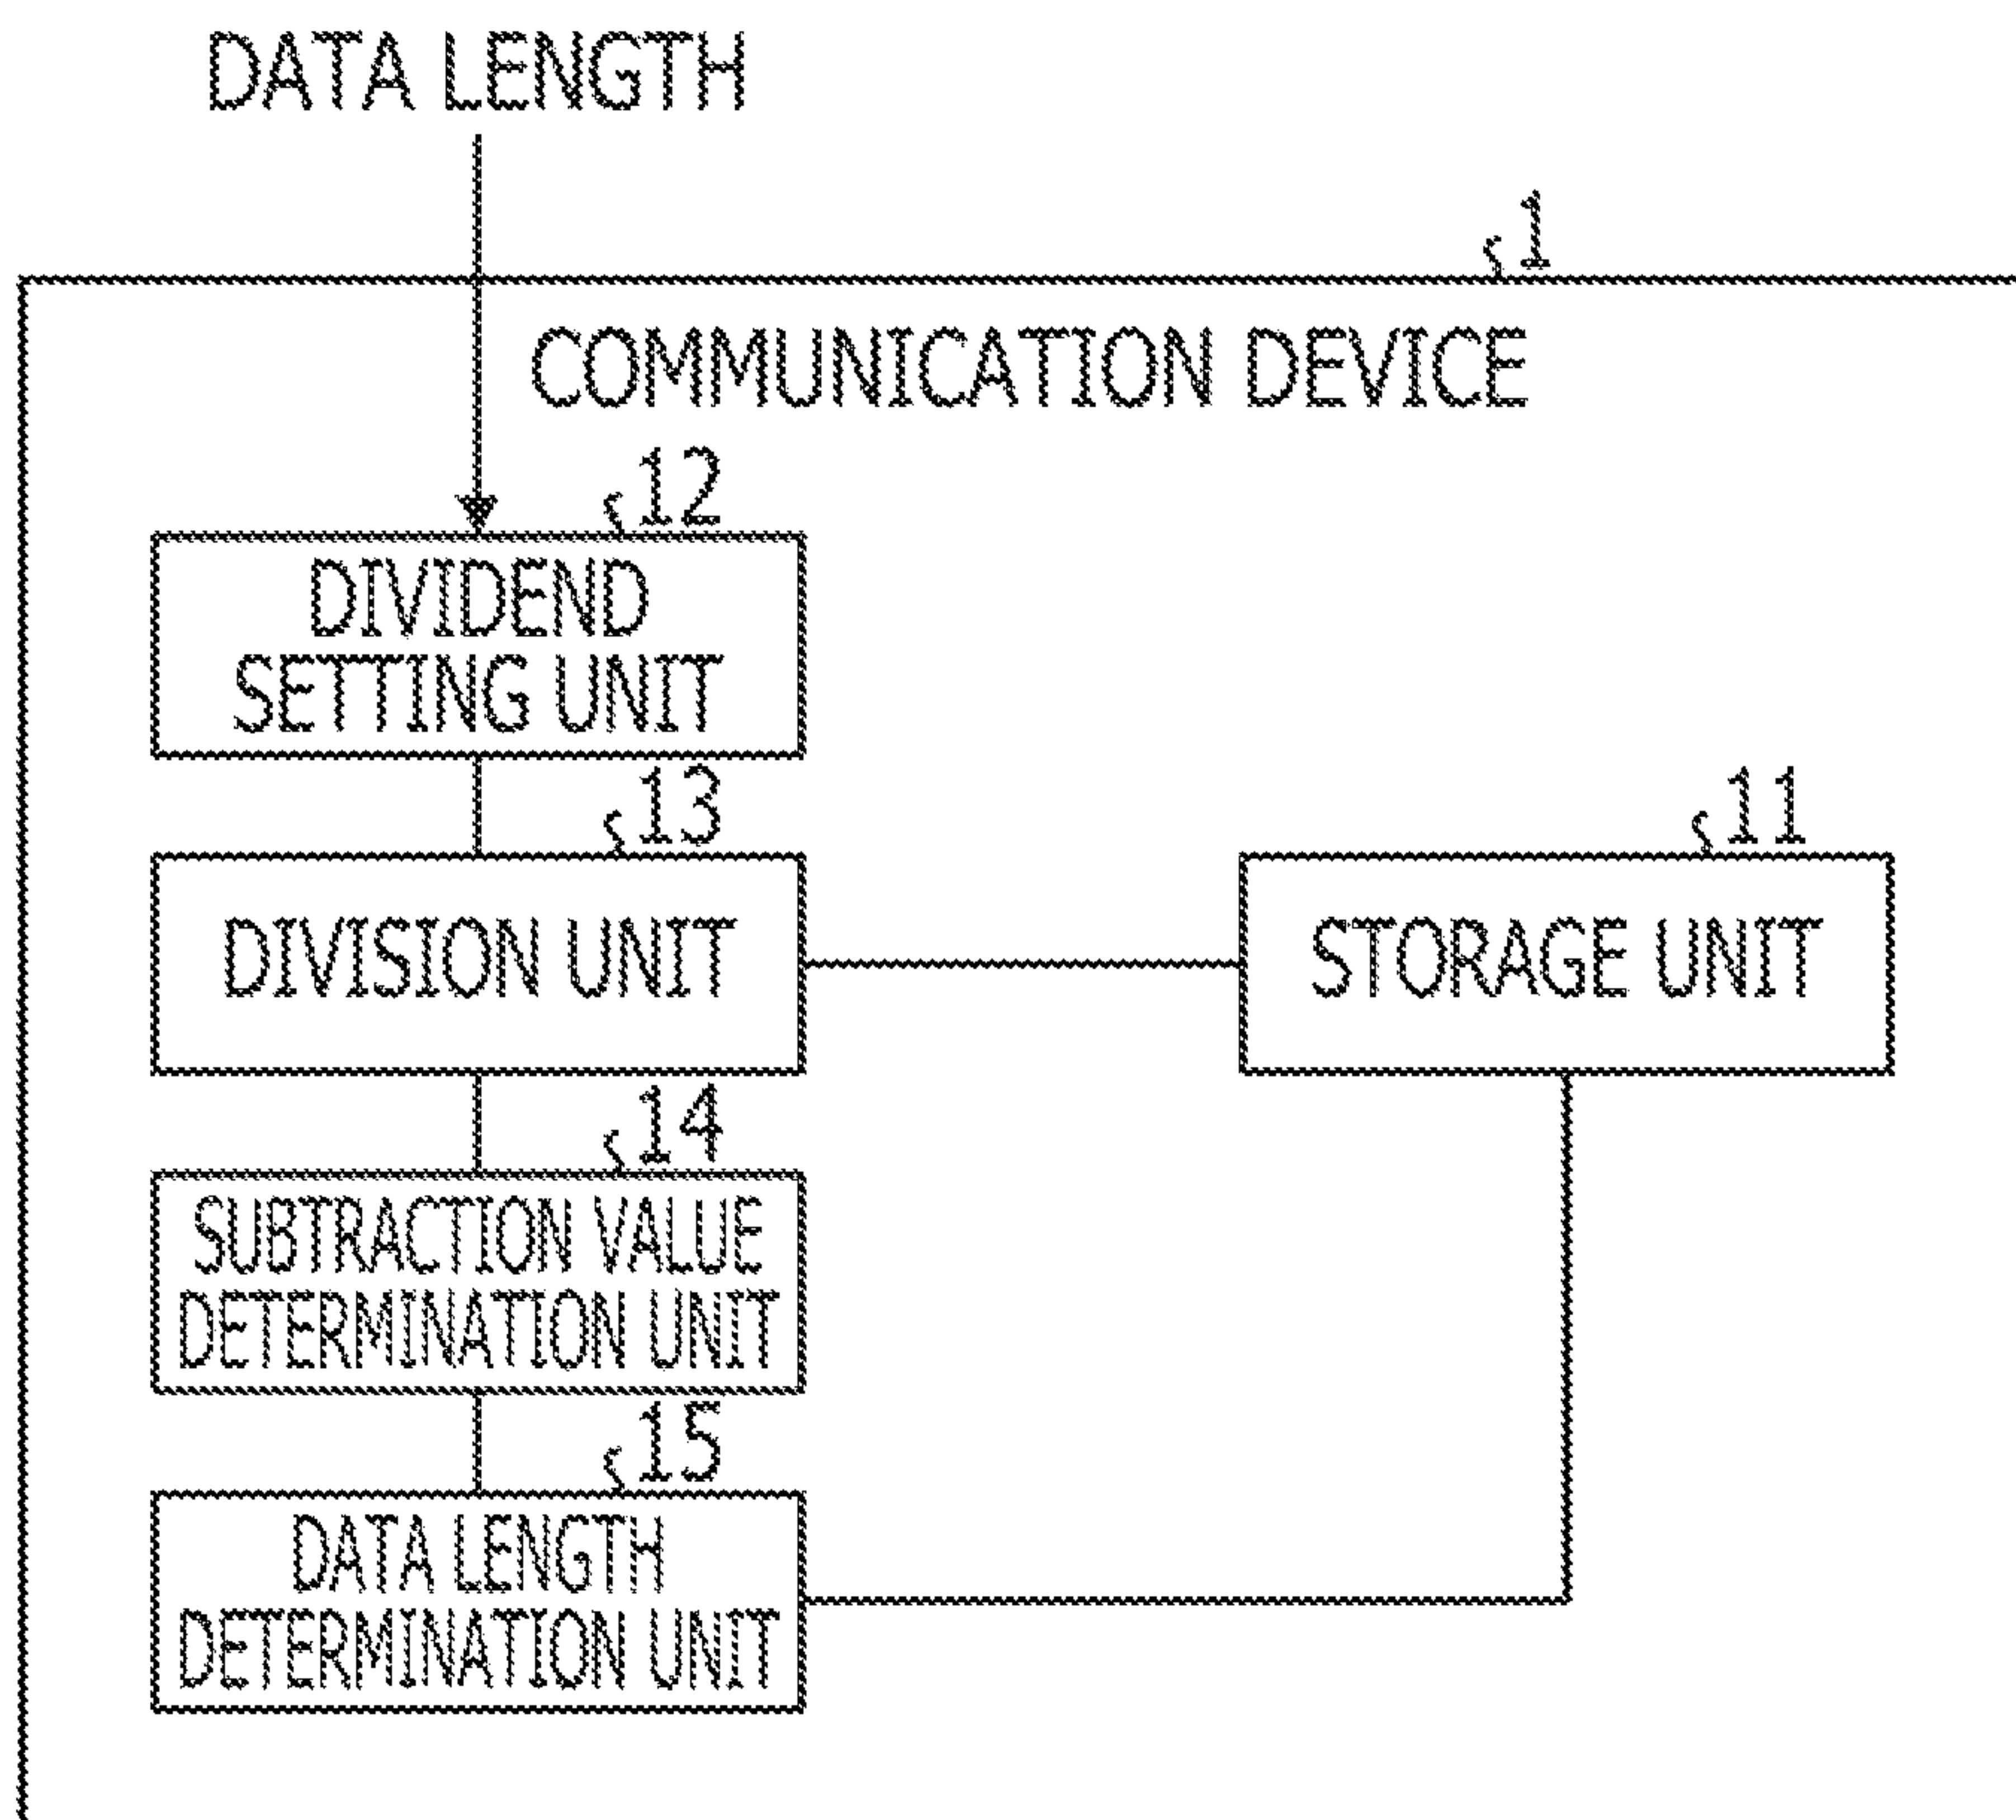 DATA LENGTH
1
COMMUNICATION DEVICE
12
DIVIDEND
SETTING UNIT
13
11
DIVISION UNIT
STORAGE UNIT
14
SUBTRACTION VALUE
DETERMINATION UNIT
15
DATA LENGTH
DETERMINATION UNIT